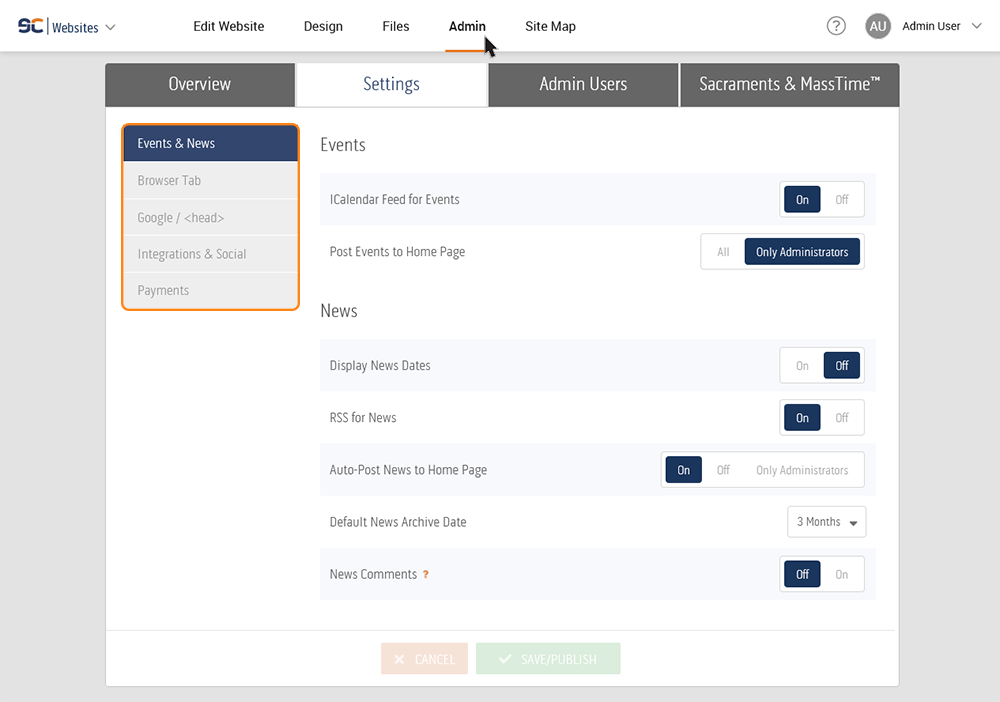 SC Websites Edit Website Design Files Admin Site Map ? AU Admin User
Overview Settings Admin Users Sacraments & MassTime™
Events & News
Browser Tab
Google / <head>
Integrations & Social
Payments
Events
ICalendar Feed for Events On Off
Post Events to Home Page All Only Administrators
News
Display News Dates On Off
RSS for News On Off
Auto-Post News to Home Page On Off Only Administrators
Default News Archive Date 3 Months
News Comments ? Off On
CANCEL SAVE/PUBLISH